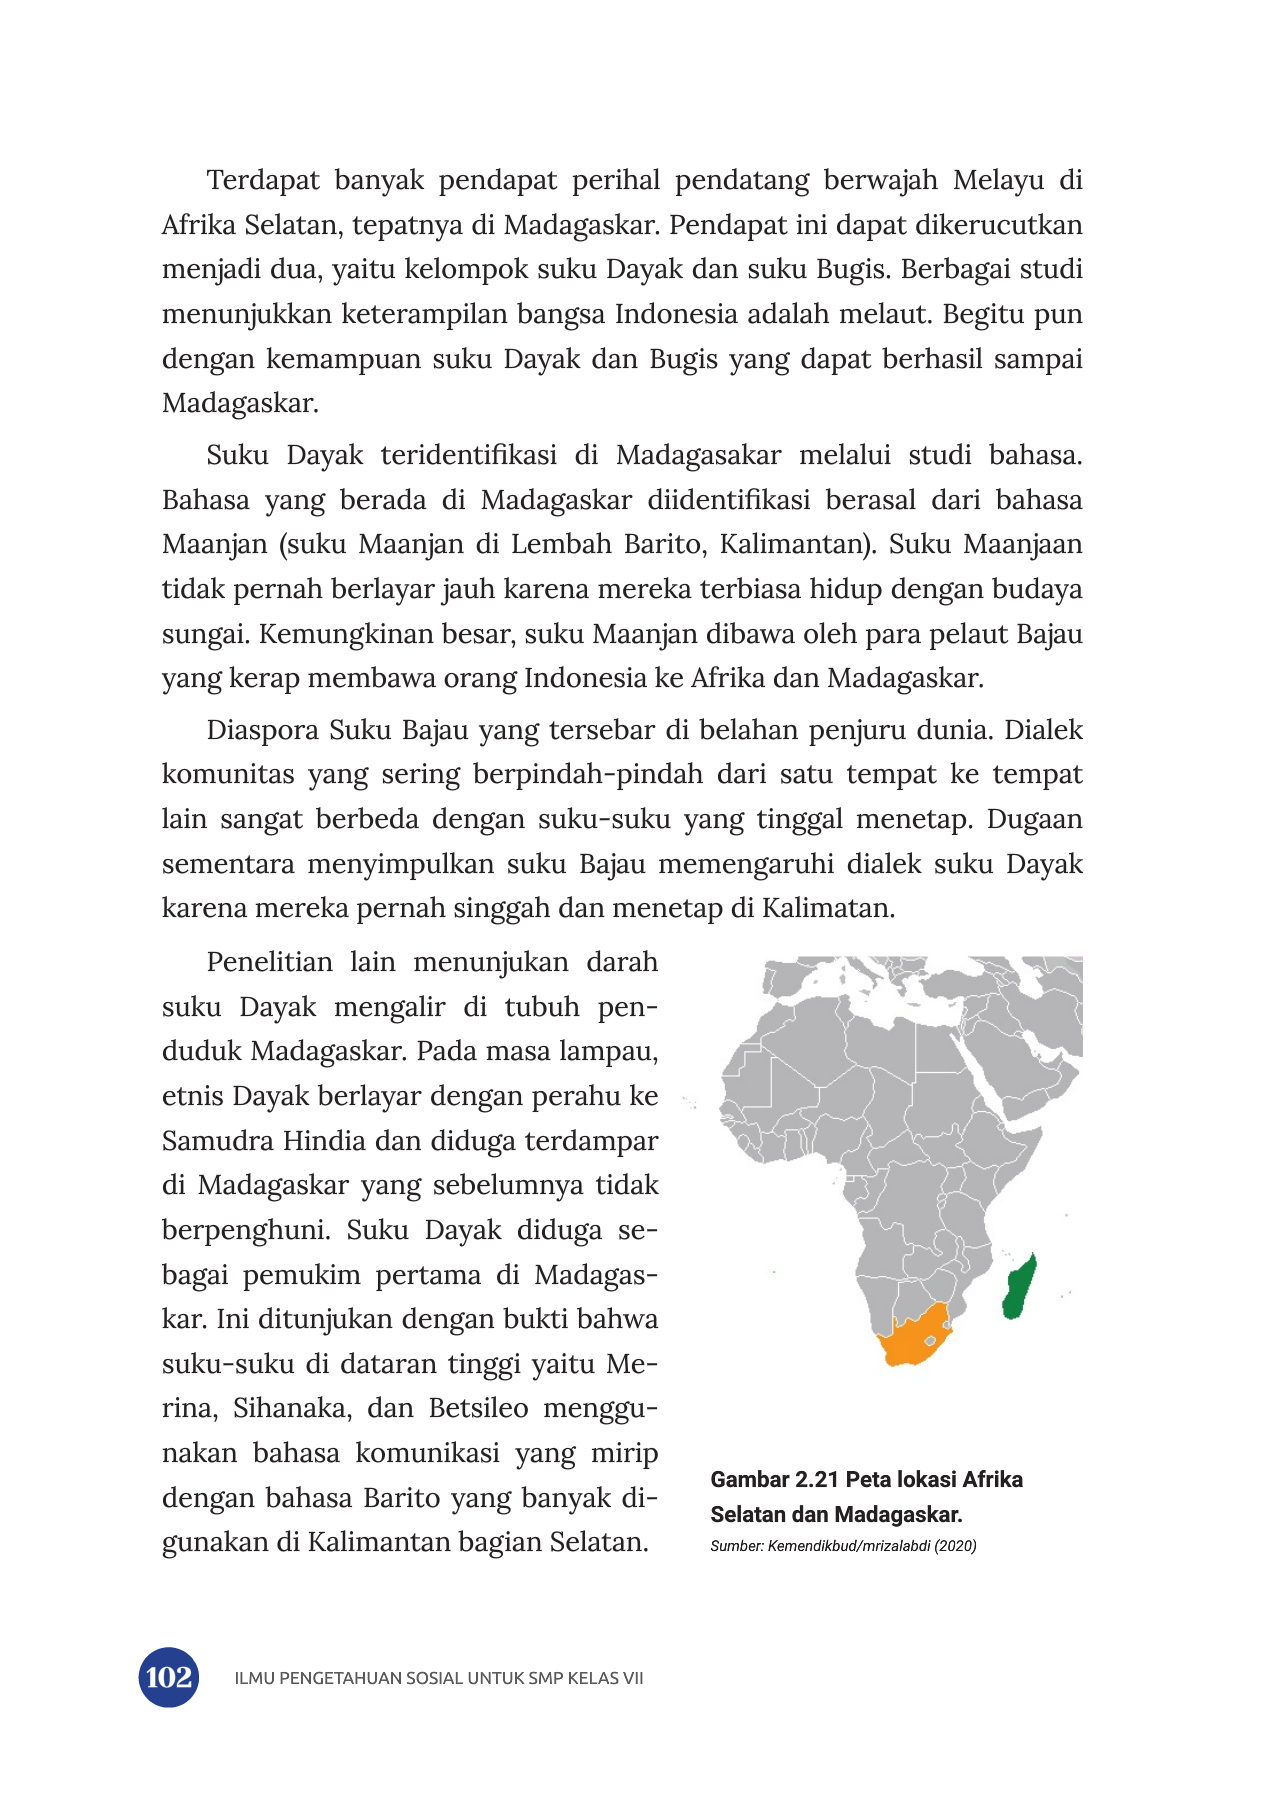 Terdapat banyak pendapat perihal pendatang berwajah Melayu di
Afrika Selatan, tepatnya di Madagaskar. Pendapat ini dapat dikerucutkan
menjadi dua, yaitu kelompok suku Dayak dan suku Bugis. Berbagai studi
menunjukkan keterampilan bangsa Indonesia adalah melaut. Begitu pun
dengan kemampuan suku Dayak dan Bugis yang dapat berhasil sampai
Madagaskar.
Suku Dayak teridentifikasi di Madagasakar melalui studi bahasa.
Bahasa yang berada di Madagaskar diidentifikasi berasal dari bahasa
Maanjan (suku Maanjan di Lembah Barito, Kalimantan). Suku Maanjaan
tidak pernah berlayar jauh karena mereka terbiasa hidup dengan budaya
sungai. Kemungkinan besar, suku Maanjan dibawa oleh para pelaut Bajau
yang kerap membawa orang Indonesia ke Afrika dan Madagaskar.
Diaspora Suku Bajau yang tersebar di belahan penjuru dunia. Dialek
komunitas yang sering berpindah-pindah dari satu tempat ke tempat
lain sangat berbeda dengan suku-suku yang tinggal menetap. Dugaan
sementara menyimpulkan suku Bajau memengaruhi dialek suku Dayak
karena mereka pernah singgah dan menetap di Kalimatan.
Penelitian lain menunjukan darah
suku Dayak mengalir di tubuh pen-
duduk Madagaskar. Pada masa lampau,
etnis Dayak berlayar dengan perahu ke
Samudra Hindia dan diduga terdampar
di Madagaskar yang sebelumnya tidak
berpenghuni. Suku Dayak diduga se-
bagai pemukim pertama di Madagas-
kar. Ini ditunjukan dengan bukti bahwa
suku-suku di dataran tinggi yaitu Me-
rina, Sihanaka, dan Betsileo menggu-
nakan bahasa komunikasi yang mirip
dengan bahasa Barito yang banyak di-
gunakan di Kalimantan bagian Selatan.
Gambar 2.21 Peta lokasi Afrika
Selatan dan Madagaskar.
Sumber: Kemendikbud/mrizalabdi (2020)
102
ILMU PENGETAHUAN SOSIAL UNTUK SMP KELAS VII